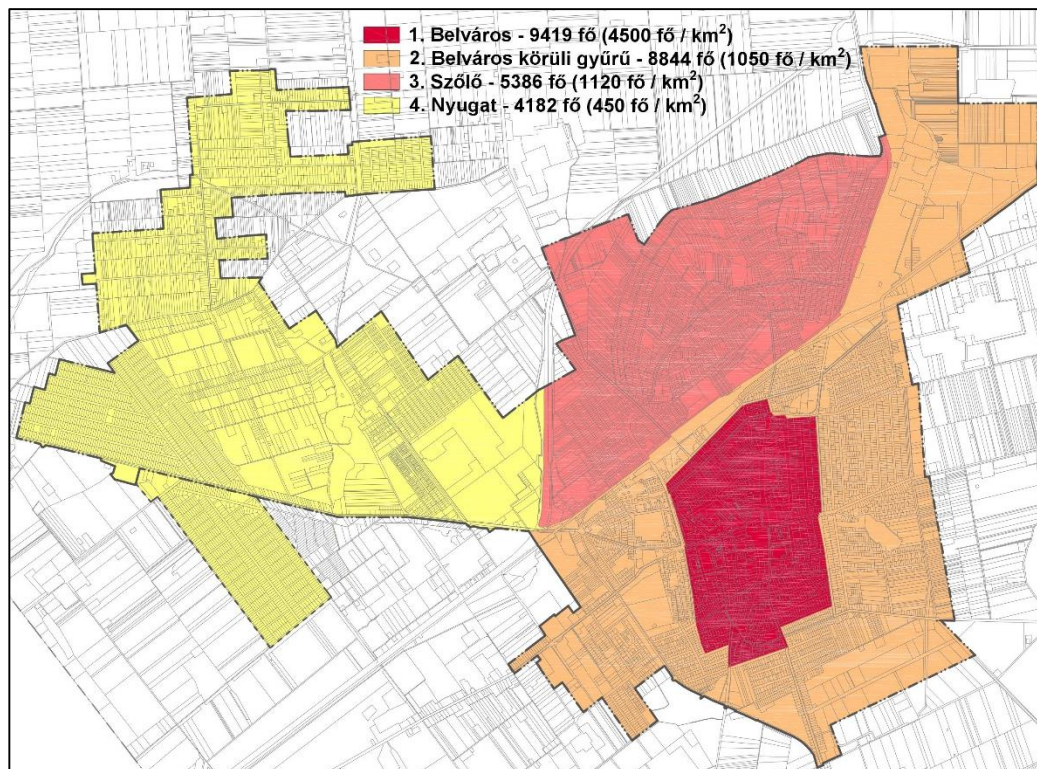 1. Belváros - 9419 fő (4500 fő / km²)
2. Belváros körüli gyűrű - 8844 fő (1050 fő / km²)
3. Szőlő - 5386 fő (1120 fő / km²)
4. Nyugat - 4182 fő (450 fő / km²)